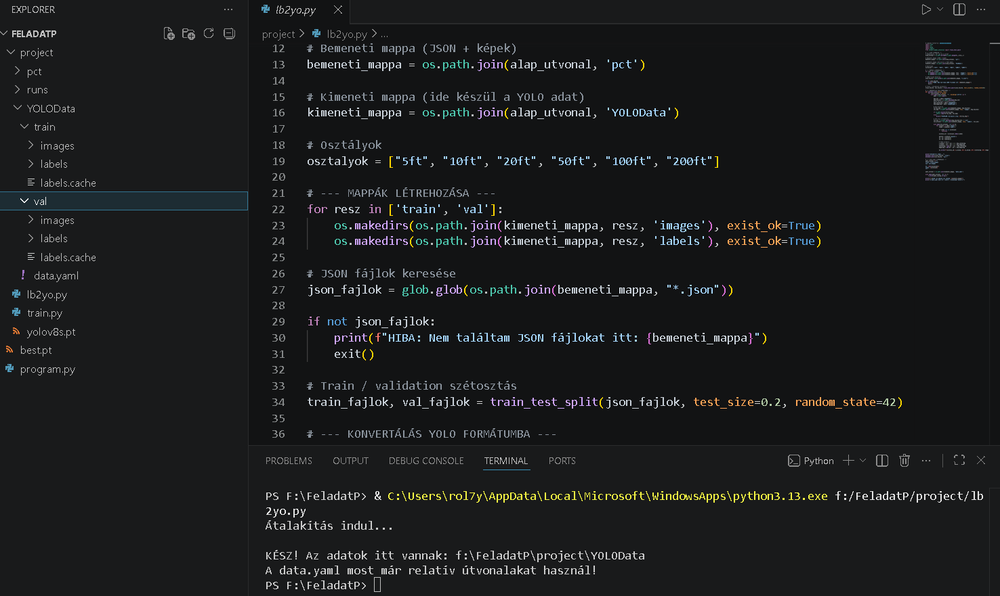 EXPLORER
FELADATP
project
pct
runs
YOLOData
train
images
labels
labels.cache
val
images
labels
labels.cache
data.yaml
lb2yo.py
train.py
yolov8s.pt
best.pt
program.py
lb2yo.py
project > lb2yo.py > ...
12 # Bemeneti mappa (JSON + képek)
13 bemeneti_mappa = os.path.join(alap_utvonal, 'pct')
14
15 # Kimeneti mappa (ide készül a YOLO adat)
16 kimeneti_mappa = os.path.join(alap_utvonal, 'YOLOData')
17
18 # Osztályok
19 osztalyok = ["5ft", "10ft", "20ft", "50ft", "100ft", "200ft"]
20
21 # --- MAPPÁK LÉTREHOZÁSA ---
22 for resz in ['train', 'val']:
23     os.makedirs(os.path.join(kimeneti_mappa, resz, 'images'), exist_ok=True)
24     os.makedirs(os.path.join(kimeneti_mappa, resz, 'labels'), exist_ok=True)
25
26 # JSON fájlok keresése
27 json_fajlok = glob.glob(os.path.join(bemeneti_mappa, "*.json"))
28
29 if not json_fajlok:
30     print(f"HIBA: Nem találtam JSON fájlokat itt: {bemeneti_mappa}")
31     exit()
32
33 # Train / validation szétosztás
34 train_fajlok, val_fajlok = train_test_split(json_fajlok, test_size=0.2, random_state=42)
35
36 # --- KONVERTÁLÁS YOLO FORMÁTUMBA ---
PROBLEMS OUTPUT DEBUG CONSOLE TERMINAL PORTS
Python
PS F:\FeladatP> & C:\Users\rol7y\AppData\Local\Microsoft\WindowsApps\python3.13.exe f:/FeladatP/project/lb
2yo.py
Átalakítás indul...
KÉSZ! Az adatok itt vannak: f:\FeladatP\project\YOLOData
A data.yaml most már relatív útvonalakat használ!
PS F:\FeladatP>